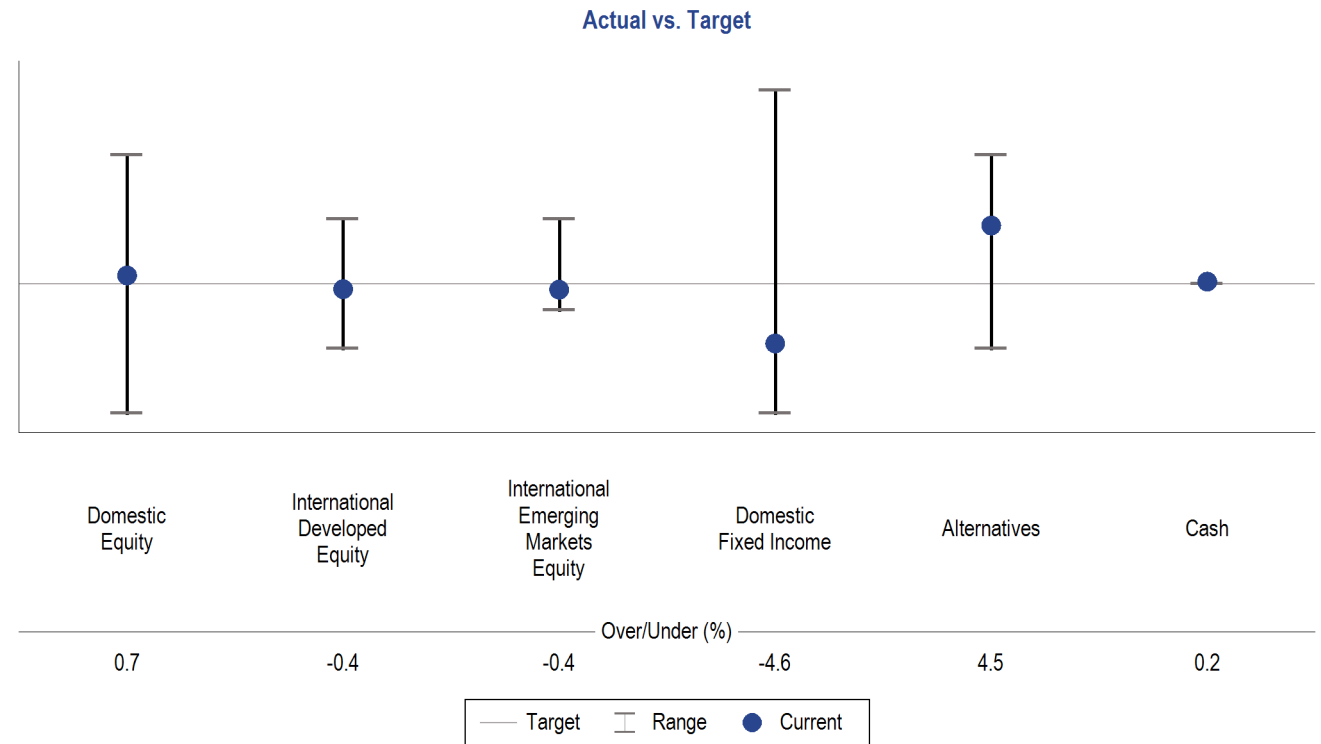 Actual vs. Target
Domestic
Equity
International
Developed
Equity
International
Emerging
Markets
Equity
Domestic
Fixed Income
Alternatives
Cash
Over/Under (%)
0.7
-0.4
-0.4
-4.6
4.5
0.2
Target
Range
Current